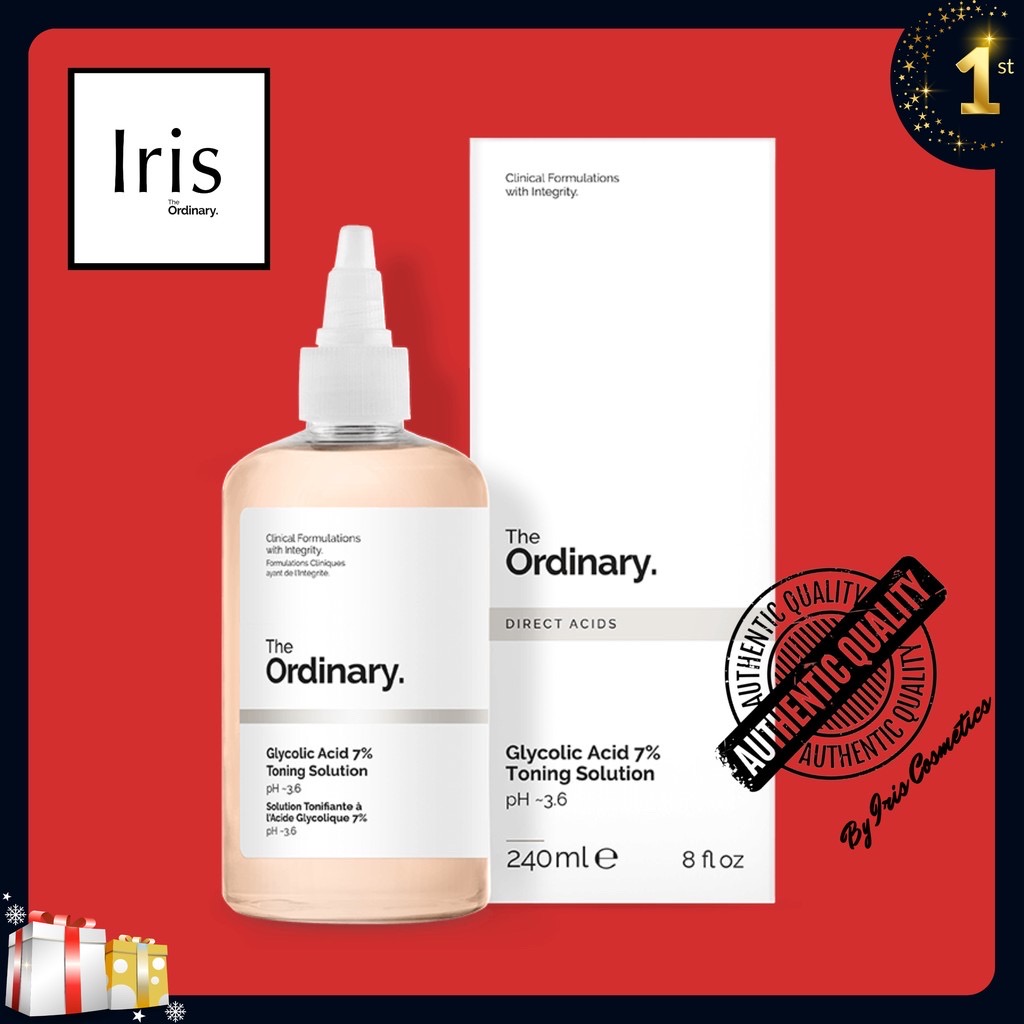 1st
Iris
The
Ordinary.
Clinical Formulations
with Integrity.
The
Ordinary.
DIRECT ACIDS
Glycolic Acid 7%
Toning Solution
pH ~3.6
240ml e
8 fl oz
Clinical Formulations
with Integrity.
Formulations Cliniques
ayant de l'Intégrité.
The
Ordinary.
Glycolic Acid 7%
Toning Solution
pH ~3.6
Solution Tonifiante à
l'Acide Glycolique 7%
pH ~3.6
AUTHENTIC QUALITY
AUTHENTIC QUALITY
AUTHENTIC QUALITY
By Iris Cosmetics